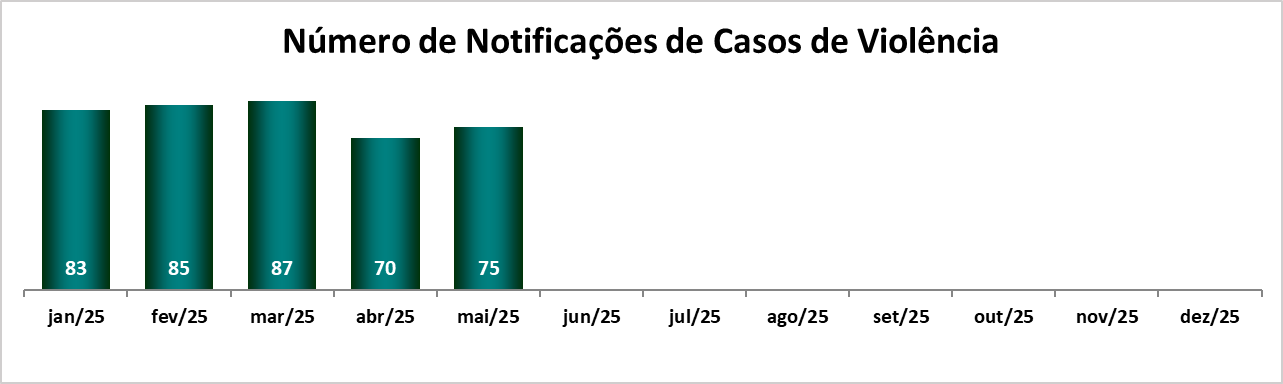 Número de Notificações de Casos de Violência
83 85 87 70 75
jan/25 fev/25 mar/25 abr/25 mai/25 jun/25 jul/25 ago/25 set/25 out/25 nov/25 dez/25